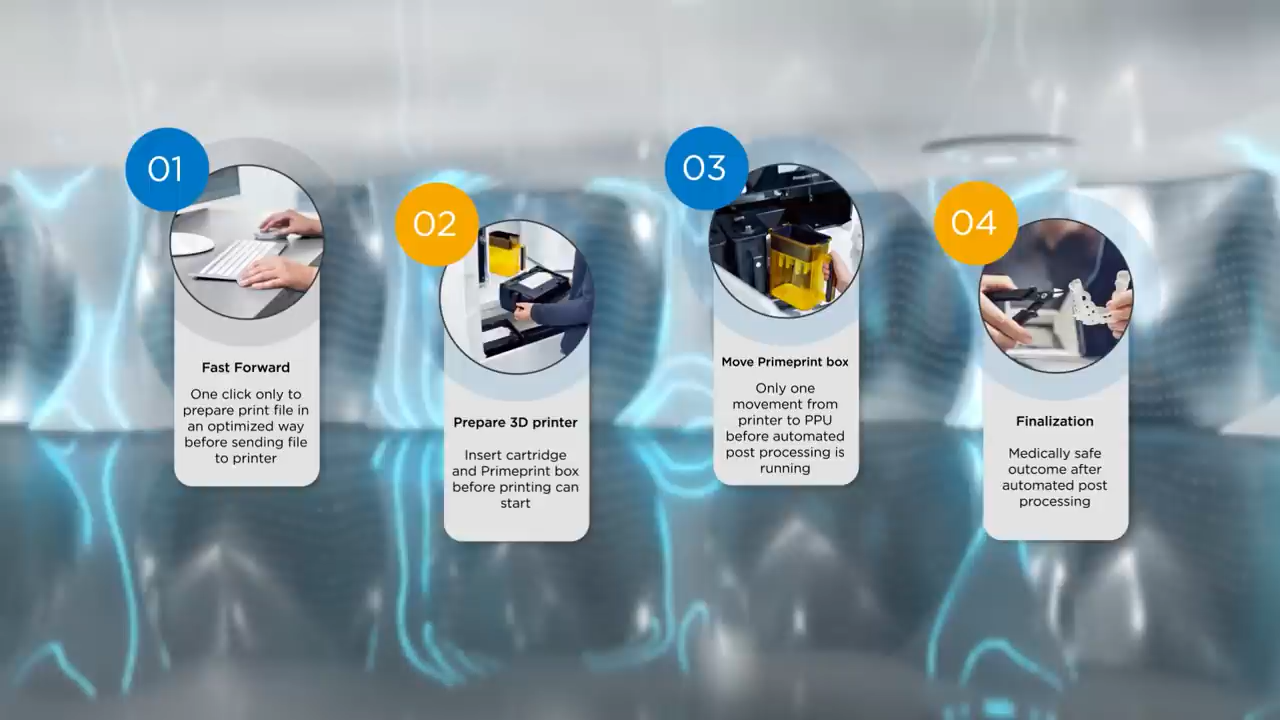 01
Fast Forward
One click only to
prepare print file in
an optimized way
before sending file
to printer
02
Prepare 3D printer
Insert cartridge
and Primeprint box
before printing can
start
03
Move Primeprint box
Only one
movement from
printer to PPU
before automated
post processing is
running
04
Finalization
Medically safe
outcome after
automated post
processing